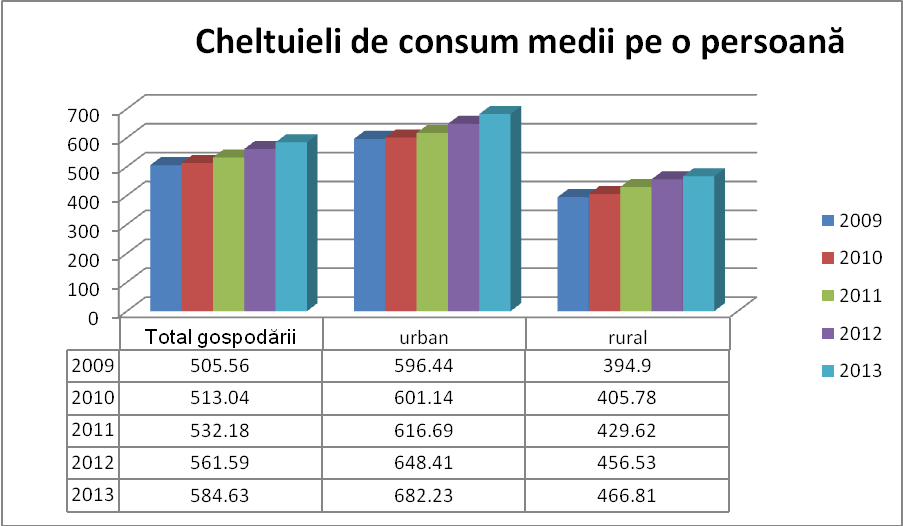 Cheltuieli de consum medii pe o persoană
700
600
500
400
300
200
100
0
Total gospodării urban rural
2009 505.56 596.44 394.9
2010 513.04 601.14 405.78
2011 532.18 616.69 429.62
2012 561.59 648.41 456.53
2013 584.63 682.23 466.81
2009
2010
2011
2012
2013